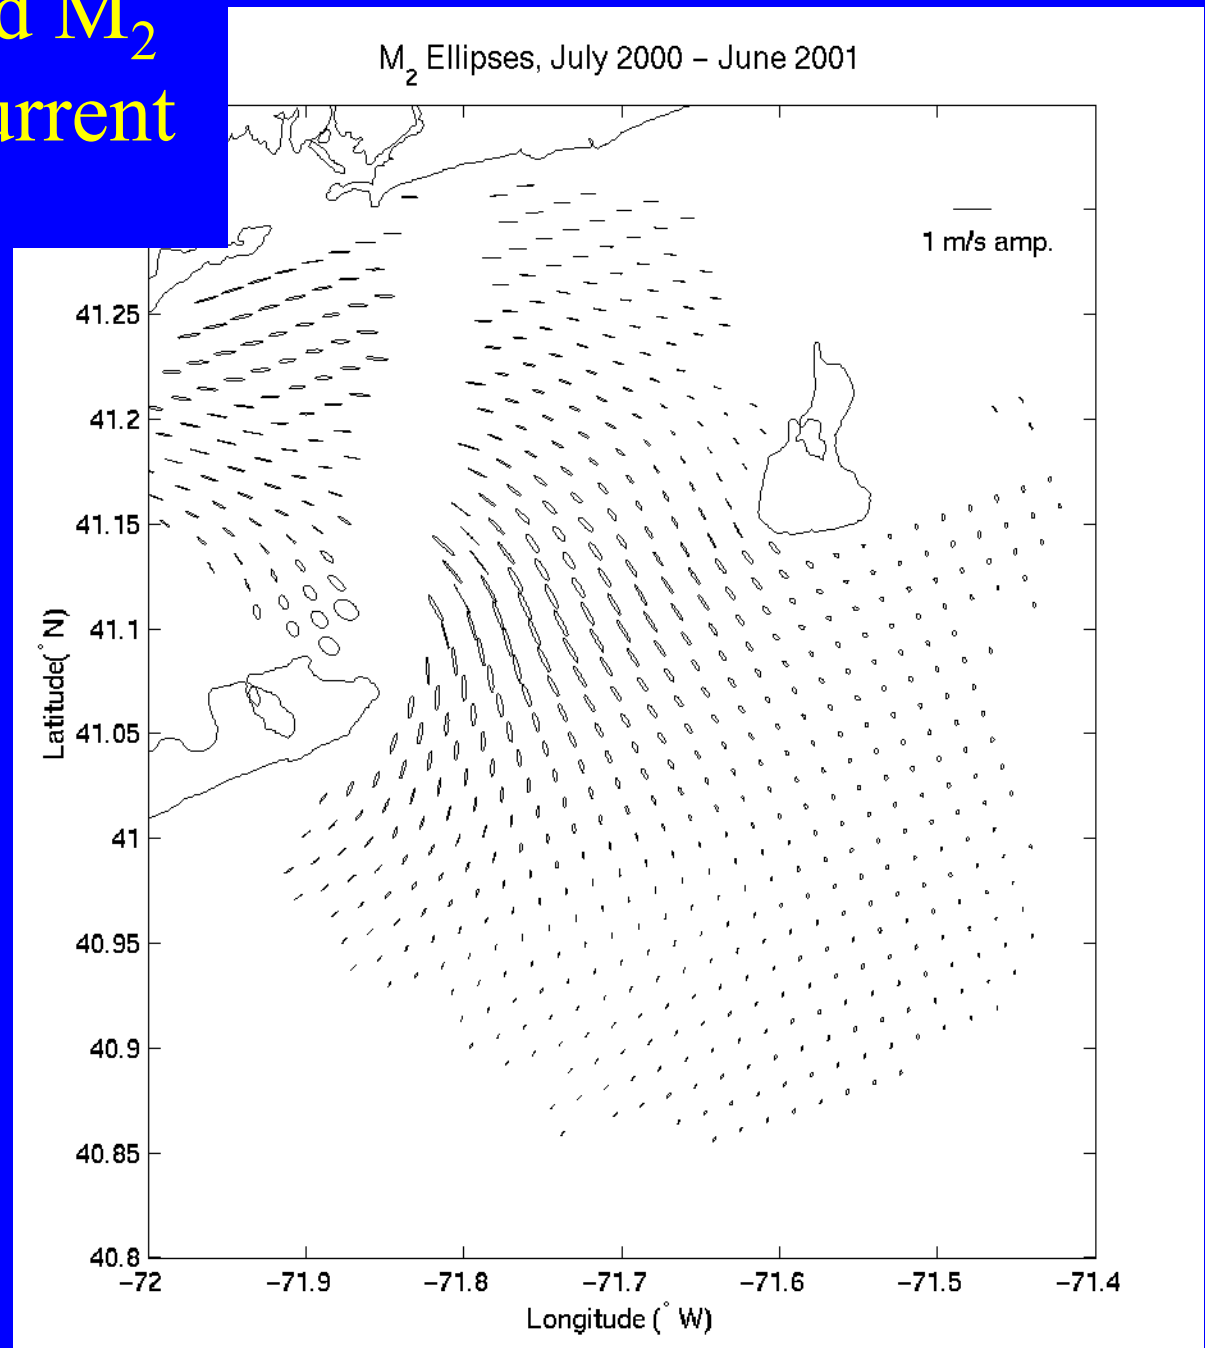 d M₂
urrent
M₂ Ellipses, July 2000 – June 2001
1 m/s amp.
41.25
41.2
41.15
41.1
41.05
41
40.95
40.9
40.85
40.8
Latitude(° N)
−72 −71.9 −71.8 −71.7 −71.6 −71.5 −71.4
Longitude (° W)